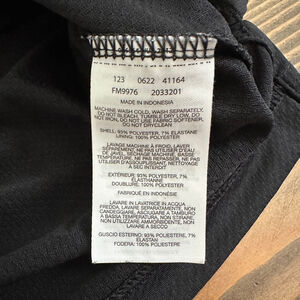 123 0622 41164
FM9976 2033201
MADE IN INDONESIA
MACHINE WASH COLD, WASH SEPARATELY,
DO NOT BLEACH, TUMBLE DRY LOW, DO
NOT IRON, DO NOT USE FABRIC SOFTENER,
DO NOT DRYCLEAN
SHELL: 93% POLYESTER, 7% ELASTANE
LINING: 100% POLYESTER
LAVAGE MACHINE À FROID, LAVER
SÉPARÉMENT, NE PAS UTILISER D'EAU
DE JAVEL, SÉCHAGE MACHINE BASSE
TEMPÉRATURE, NE PAS REPASSER, NE
PAS UTILISER D'ASSOUPLISSANT, NETTOYAGE
A SEC INTERDIT
EXTÉRIEUR: 93% POLYESTER, 7%
ÉLASTHANNE
DOUBLURE: 100% POLYESTER
FABRIQUÉ EN INDONÉSIE
LAVARE IN LAVATRICE IN ACQUA
FREDDA, LAVARE SEPARATAMENTE, NON
CANDEGGIARE, ASCIUGARE A TAMBURO
BASSA TEMPERATURA, NON STIRARE,
NON UTILIZZARE AMMORBIDENTI, NON
LAVARE A SECCO
GUSCIO ESTERNO: 93% POLIESTERE, 7%
ELASTAN
FODERA: 100% POLIESTERE